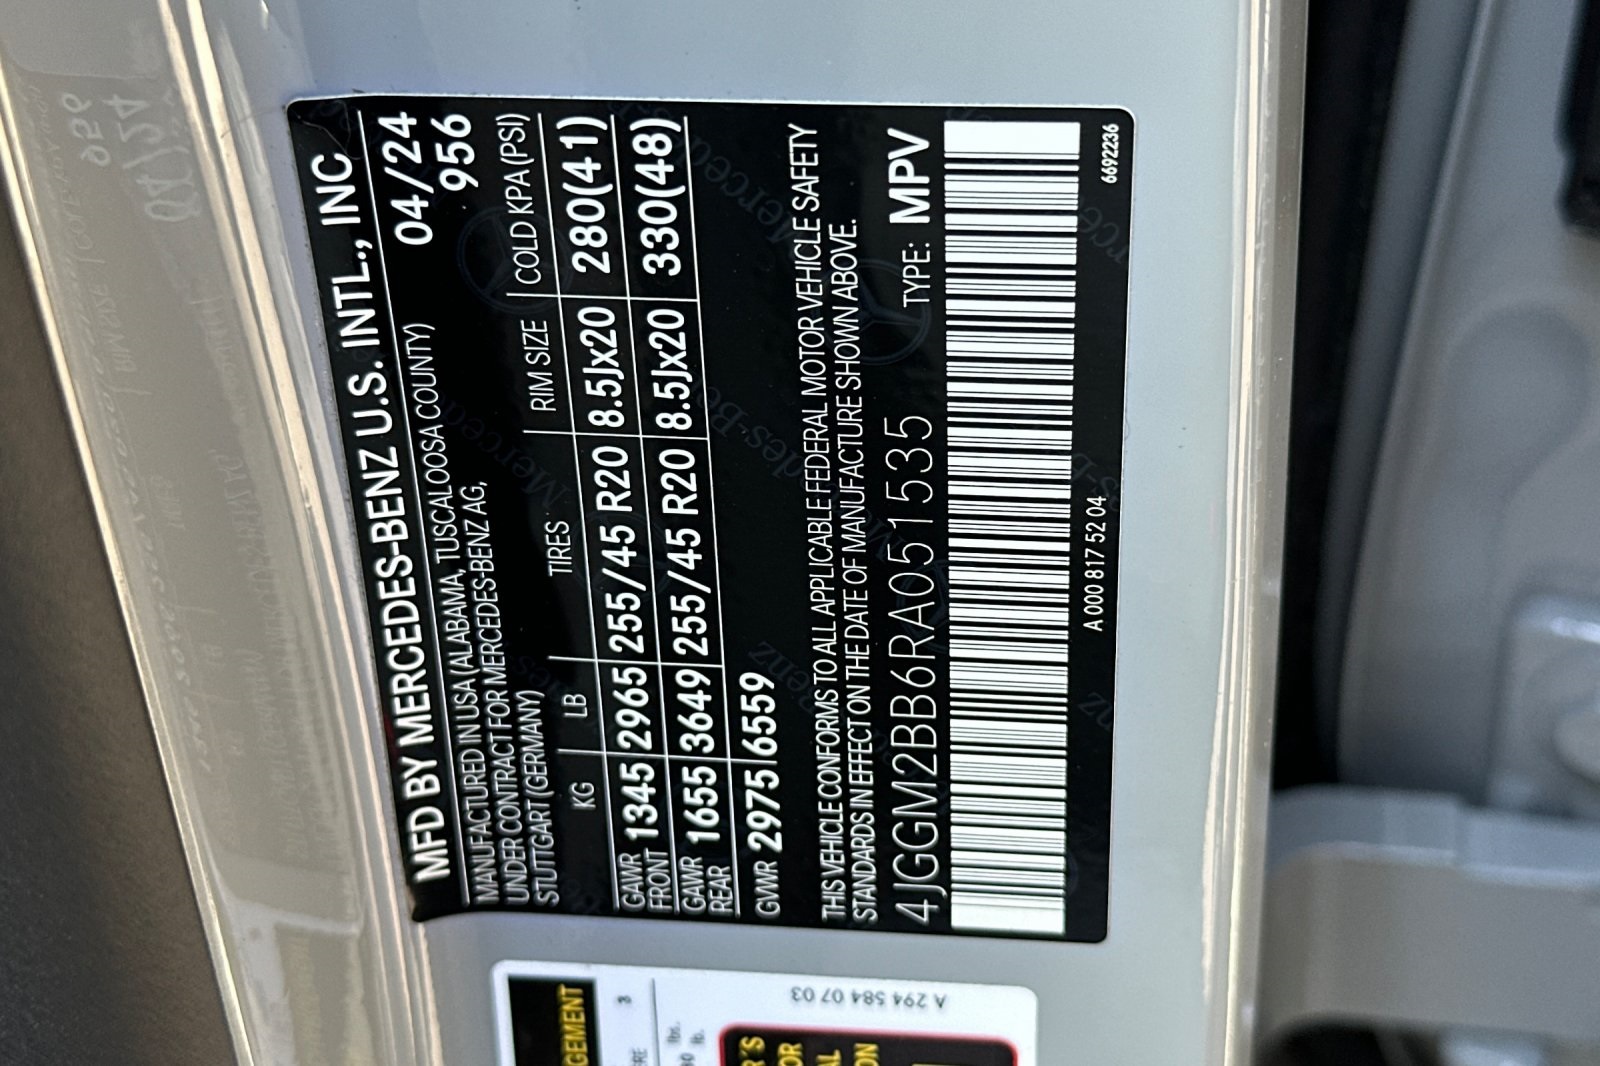 MFD BY MERCEDES-BENZ U.S. INTL., INC
MANUFACTURED IN USA (ALABAMA, TUSCALOOSA COUNTY) 04/24
UNDER CONTRACT FOR MERCEDES-BENZ AG, 956
STUTTGART (GERMANY)
KG LB TIRES RIM SIZE COLD KPA (PSI)
GAWR FRONT 1345 2965 255/45 R20 8.5Jx20 280(41)
GAWR REAR 1655 3649 255/45 R20 8.5Jx20 330(48)
GVWR 2975 6559
THIS VEHICLE CONFORMS TO ALL APPLICABLE FEDERAL MOTOR VEHICLE SAFETY
STANDARDS IN EFFECT ON THE DATE OF MANUFACTURE SHOWN ABOVE.
4JGGM2BB6RA051535 TYPE: MPV
A 000 817 52 04 6692236
A 294 584 07 03
3
lbs.
lb.